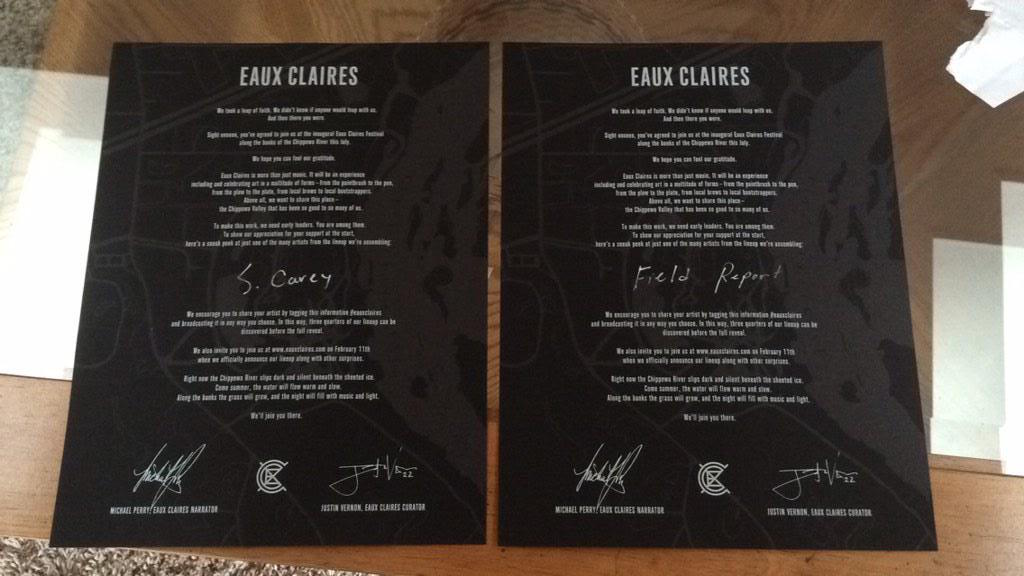 EAUX CLAIRES
We took a leap of faith. We didn't know if anyone would leap with us.
And then there you were.
Sight unseen, you've agreed to join us at the inaugural Eaux Claires Festival
along the banks of the Chippewa River this July.
We hope you can feel our gratitude.
Eaux Claires is more than just music. It will be an experience
including and celebrating art in a multitude of forms – from the paintbrush to the pen,
from the plow to the plate, from local brews to local bootstrappers.
Above all, we want to share this place –
the Chippewa Valley that has been so good to so many of us.
To make this work, we need early leaders. You are among them.
To show our appreciation for your support at the start,
here's a sneak peek at just one of the many artists from the lineup we're assembling:
S. Carey
We encourage you to share your artist by tagging this information #eauxclaires
and broadcasting it in any way you choose. In this way, three quarters of our lineup can be
discovered before the full reveal.
We also invite you to join us at www.eauxclaires.com on February 11th
when we officially announce our lineup along with other surprises.
Right now the Chippewa River slips dark and silent beneath the sheeted ice.
Come summer, the water will flow warm and slow.
Along the banks the grass will grow, and the night will fill with music and light.
We'll join you there.
MICHAEL PERRY, EAUX CLAIRES NARRATOR
JUSTIN VERNON, EAUX CLAIRES CURATOR
EAUX CLAIRES
We took a leap of faith. We didn't know if anyone would leap with us.
And then there you were.
Sight unseen, you've agreed to join us at the inaugural Eaux Claires Festival
along the banks of the Chippewa River this July.
We hope you can feel our gratitude.
Eaux Claires is more than just music. It will be an experience
including and celebrating art in a multitude of forms – from the paintbrush to the pen,
from the plow to the plate, from local brews to local bootstrappers.
Above all, we want to share this place –
the Chippewa Valley that has been so good to so many of us.
To make this work, we need early leaders. You are among them.
To show our appreciation for your support at the start,
here's a sneak peek at just one of the many artists from the lineup we're assembling:
Field Report
We encourage you to share your artist by tagging this information #eauxclaires
and broadcasting it in any way you choose. In this way, three quarters of our lineup can be
discovered before the full reveal.
We also invite you to join us at www.eauxclaires.com on February 11th
when we officially announce our lineup along with other surprises.
Right now the Chippewa River slips dark and silent beneath the sheeted ice.
Come summer, the water will flow warm and slow.
Along the banks the grass will grow, and the night will fill with music and light.
We'll join you there.
MICHAEL PERRY, EAUX CLAIRES NARRATOR
JUSTIN VERNON, EAUX CLAIRES CURATOR